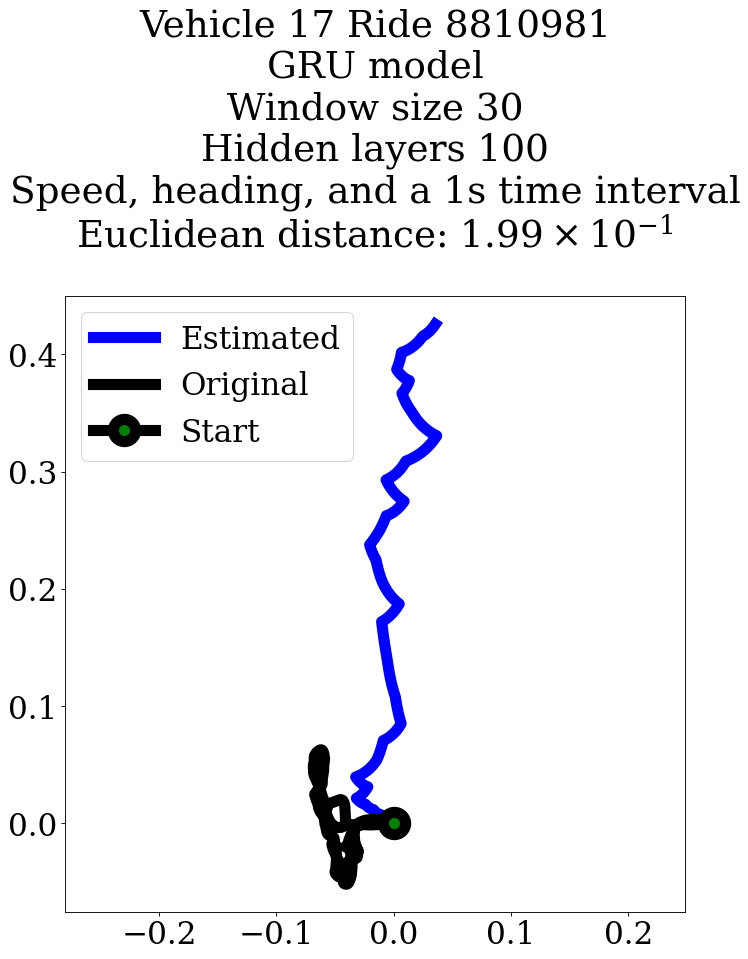 Vehicle 17 Ride 8810981
GRU model
Window size 30
Hidden layers 100
Speed, heading, and a 1s time interval
Euclidean distance: 1.99 × 10⁻¹
Estimated
Original
Start
0.4
0.3
0.2
0.1
0.0
−0.2 −0.1 0.0 0.1 0.2